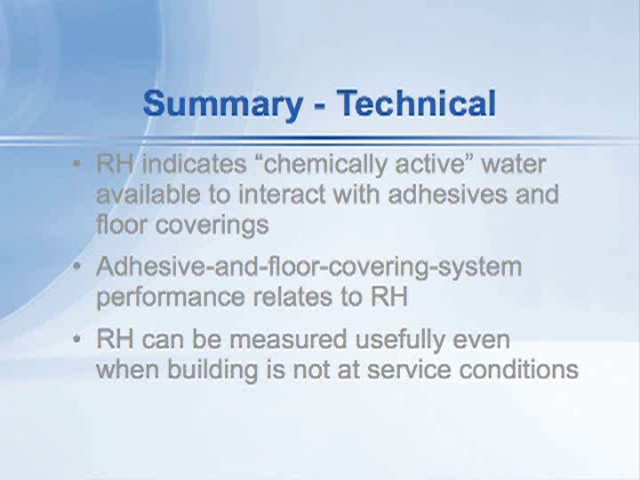 Summary - Technical
• RH indicates “chemically active” water
available to interact with adhesives and
floor coverings
• Adhesive-and-floor-covering-system
performance relates to RH
• RH can be measured usefully even
when building is not at service conditions